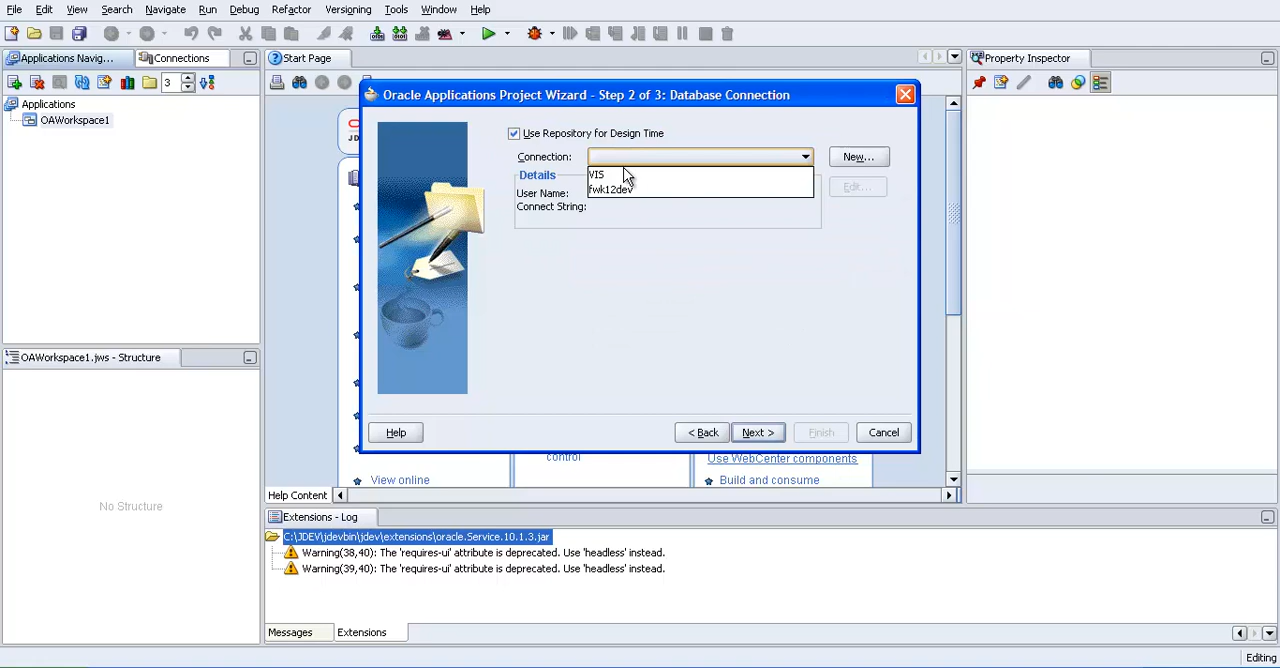 File Edit View Search Navigate Run Debug Refactor Versioning Tools Window Help
3
Applications Navig...
Connections
Applications
OAWorkspace1
Start Page
Property Inspector
Oracle Applications Project Wizard - Step 2 of 3: Database Connection
Use Repository for Design Time
Connection:
New...
VIS
fwk12dev
Details
Edit...
User Name:
Connect String:
Help
< Back
Next >
Finish
Cancel
control
Use WebCenter components
View online
Build and consume
Help Content
OAWorkspace1.jws - Structure
No Structure
Extensions - Log
C:\JDEV\jdevbin\jdev\extensions\oracle.Service.10.1.3.jar
Warning(38,40): The 'requires-ui' attribute is deprecated. Use 'headless' instead.
Warning(39,40): The 'requires-ui' attribute is deprecated. Use 'headless' instead.
Messages
Extensions
Editing